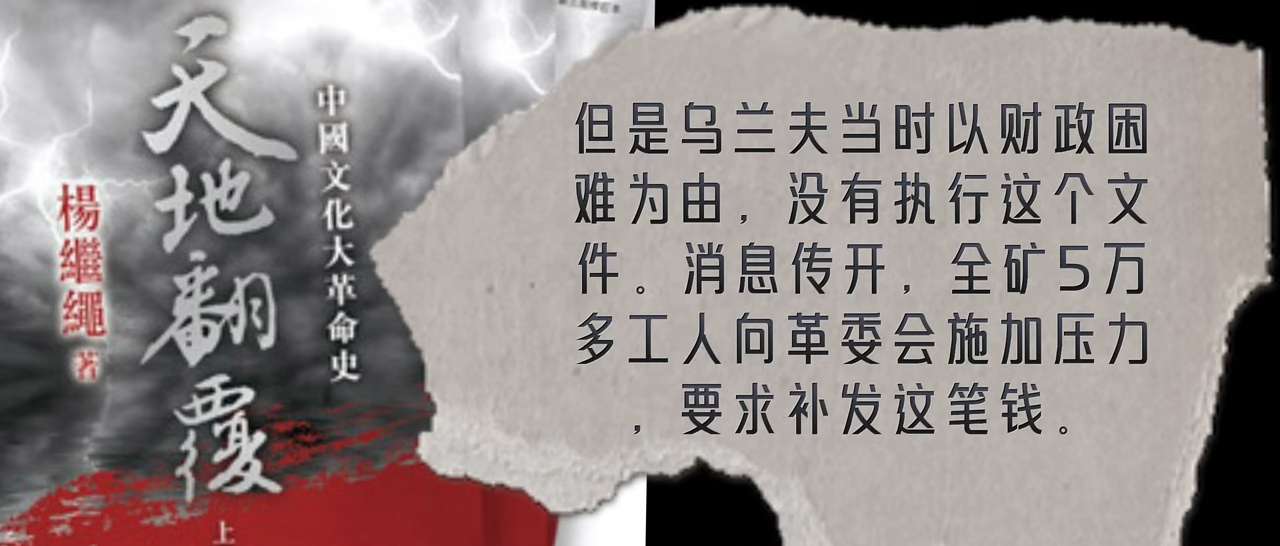 天地翻覆
中國文化大革命史
楊繼繩 著
上
但是乌兰夫当时以财政困
难为由，没有执行这个文
件。消息传开，全矿5万
多工人向革委会施加压力
，要求补发这笔钱。